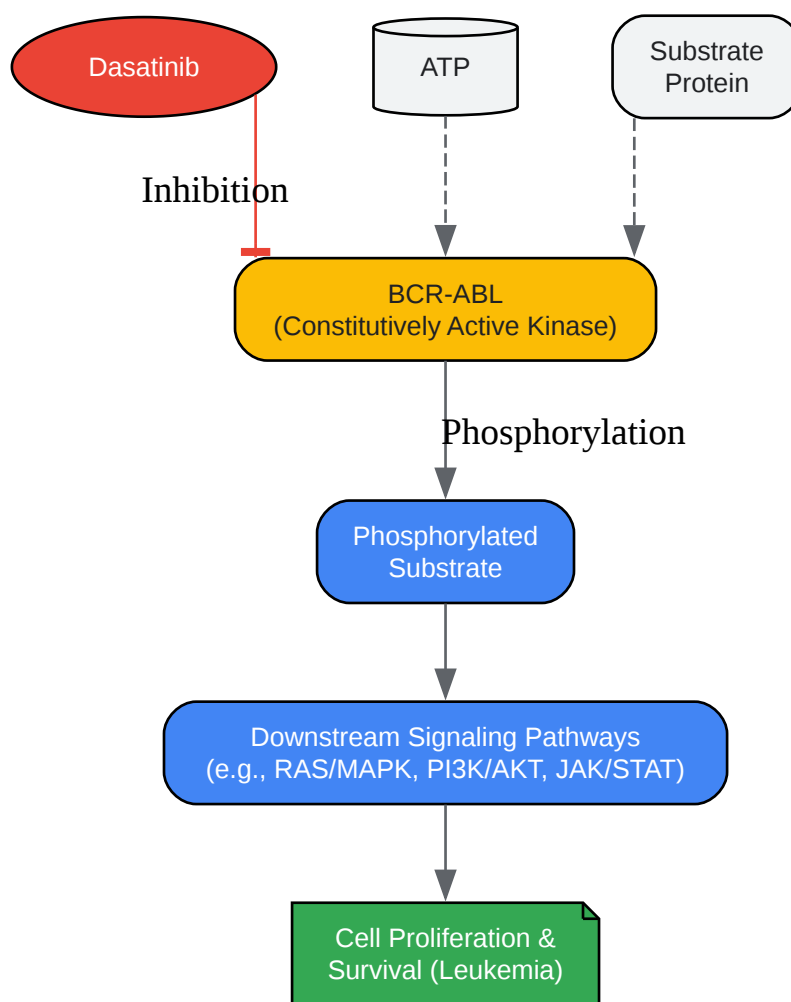 Dasatinib
ATP
Substrate
Protein
Inhibition
BCR-ABL
(Constitutively Active Kinase)
Phosphorylation
Phosphorylated
Substrate
Downstream Signaling Pathways
(e.g., RAS/MAPK, PI3K/AKT, JAK/STAT)
Cell Proliferation &
Survival (Leukemia)